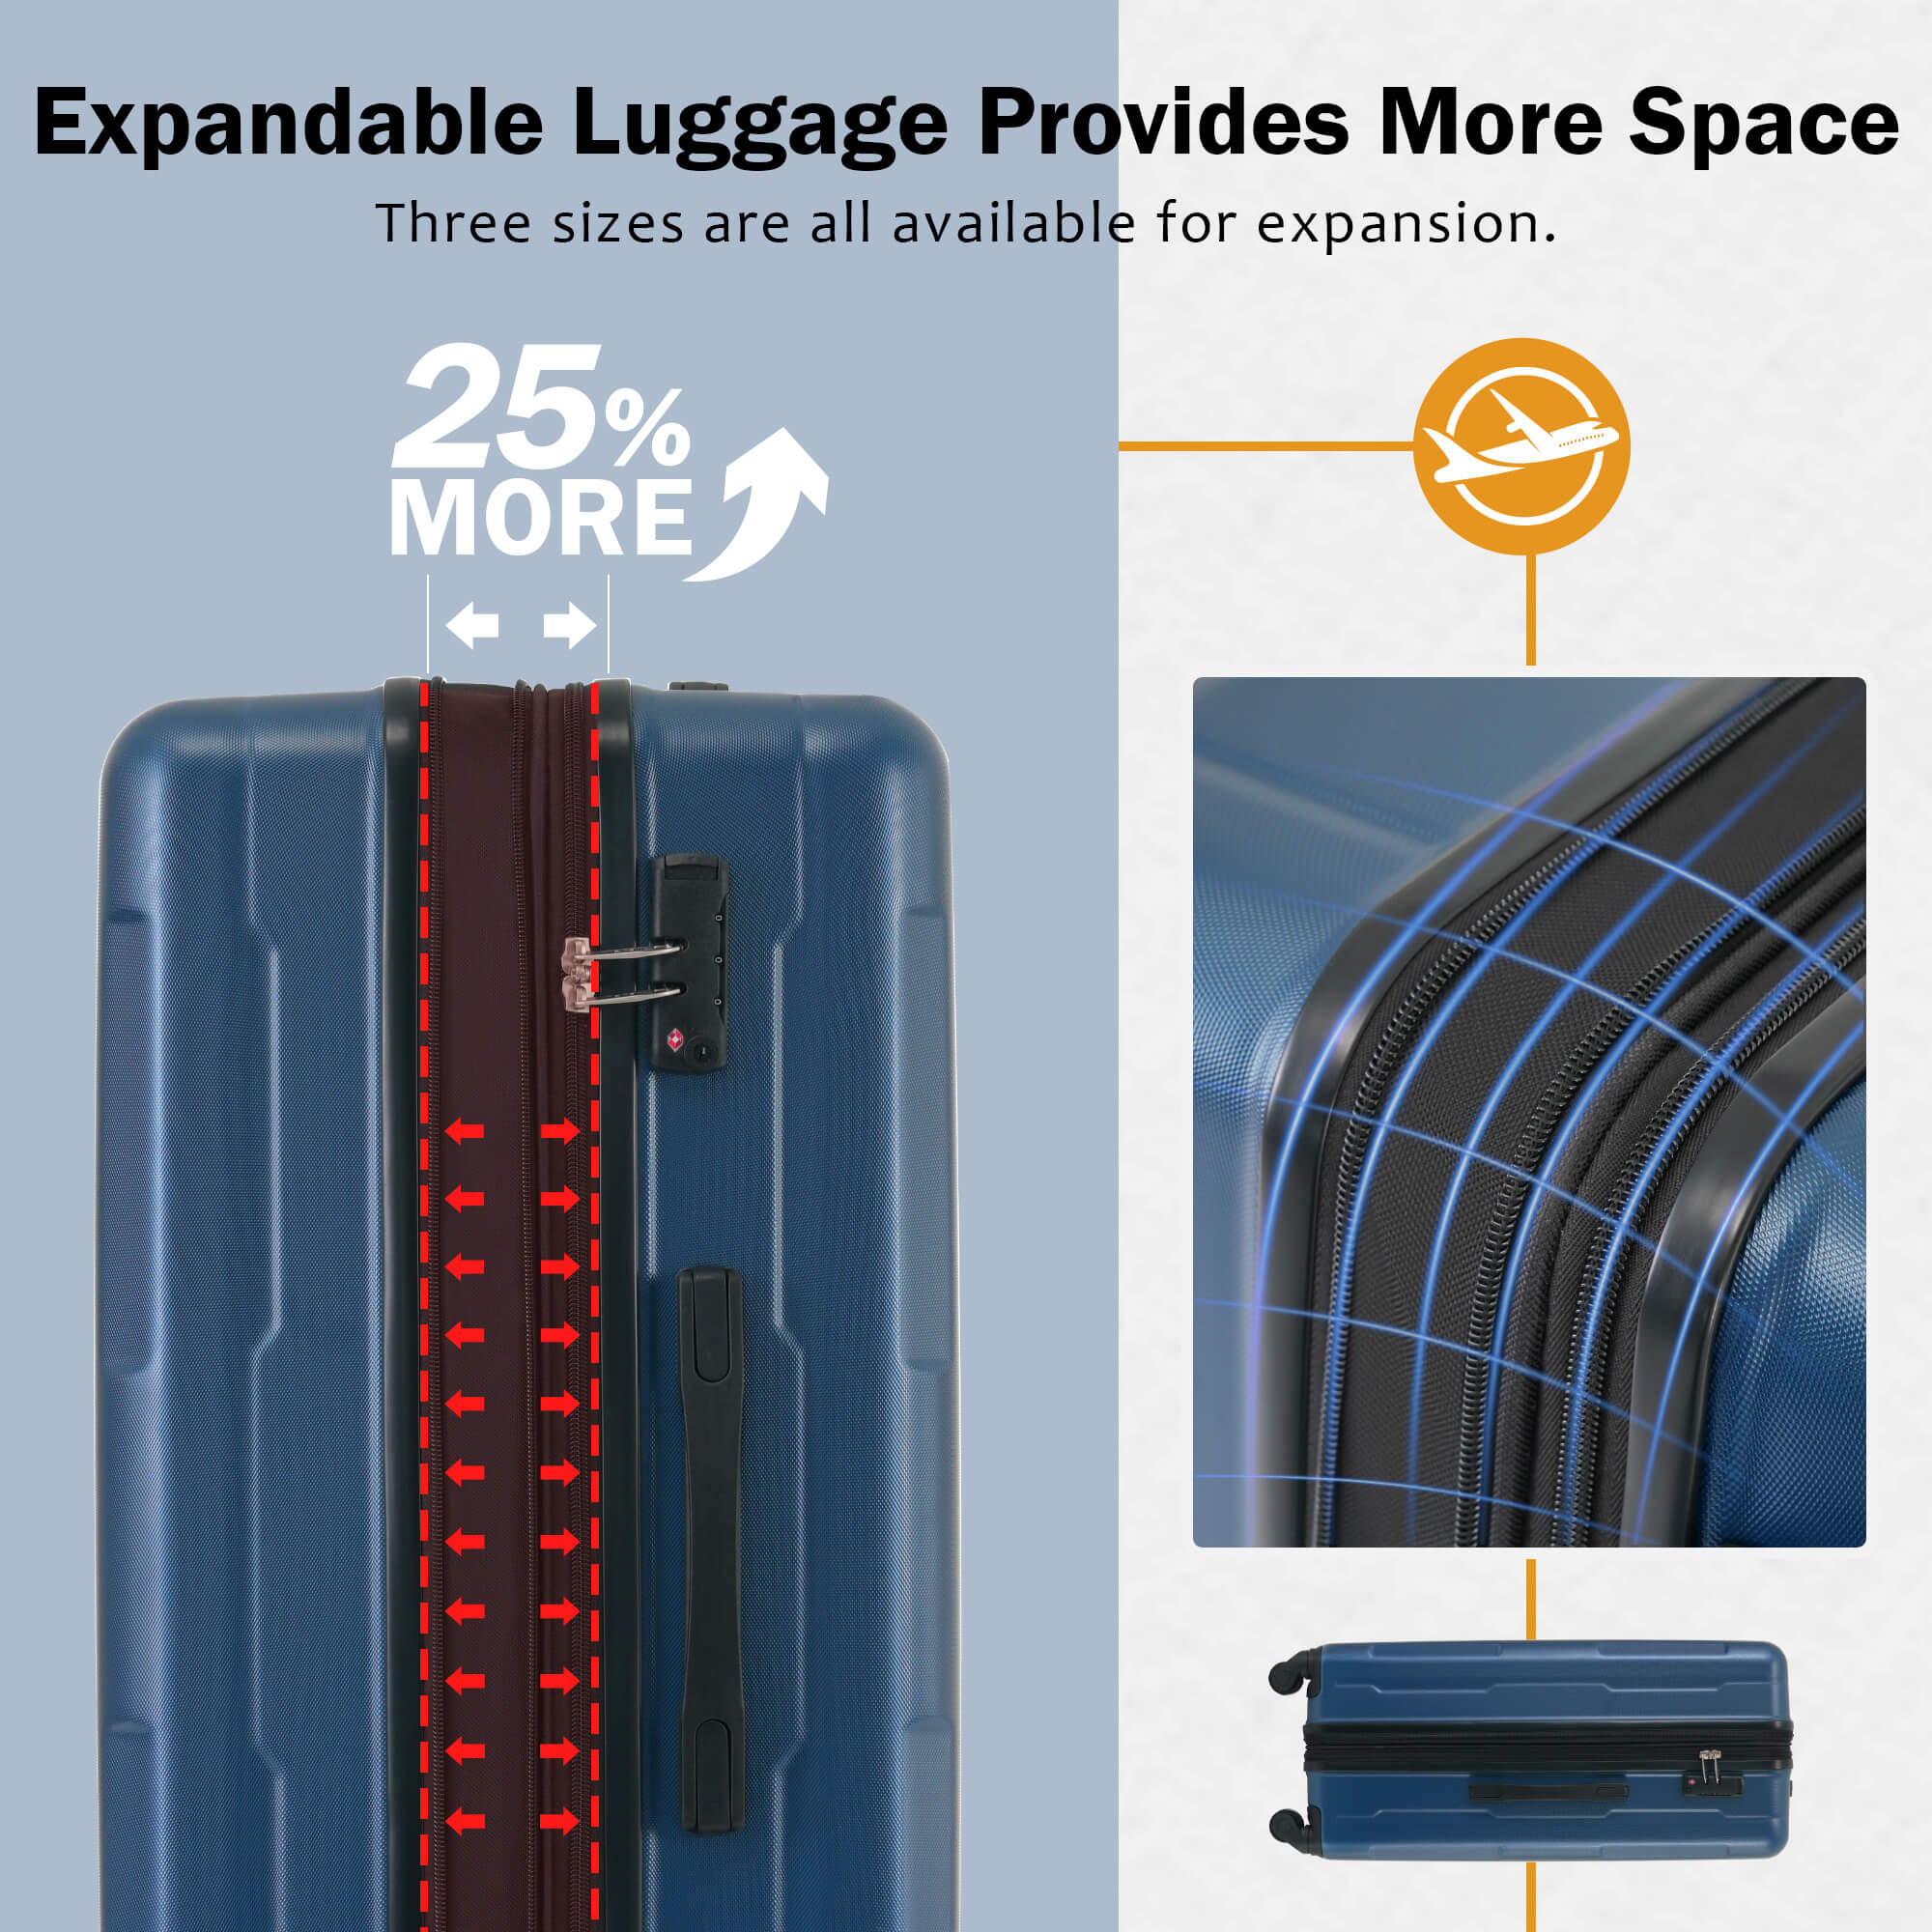 Expandable Luggage Provides More Space
Three sizes are all available for expansion.
25%
MORE